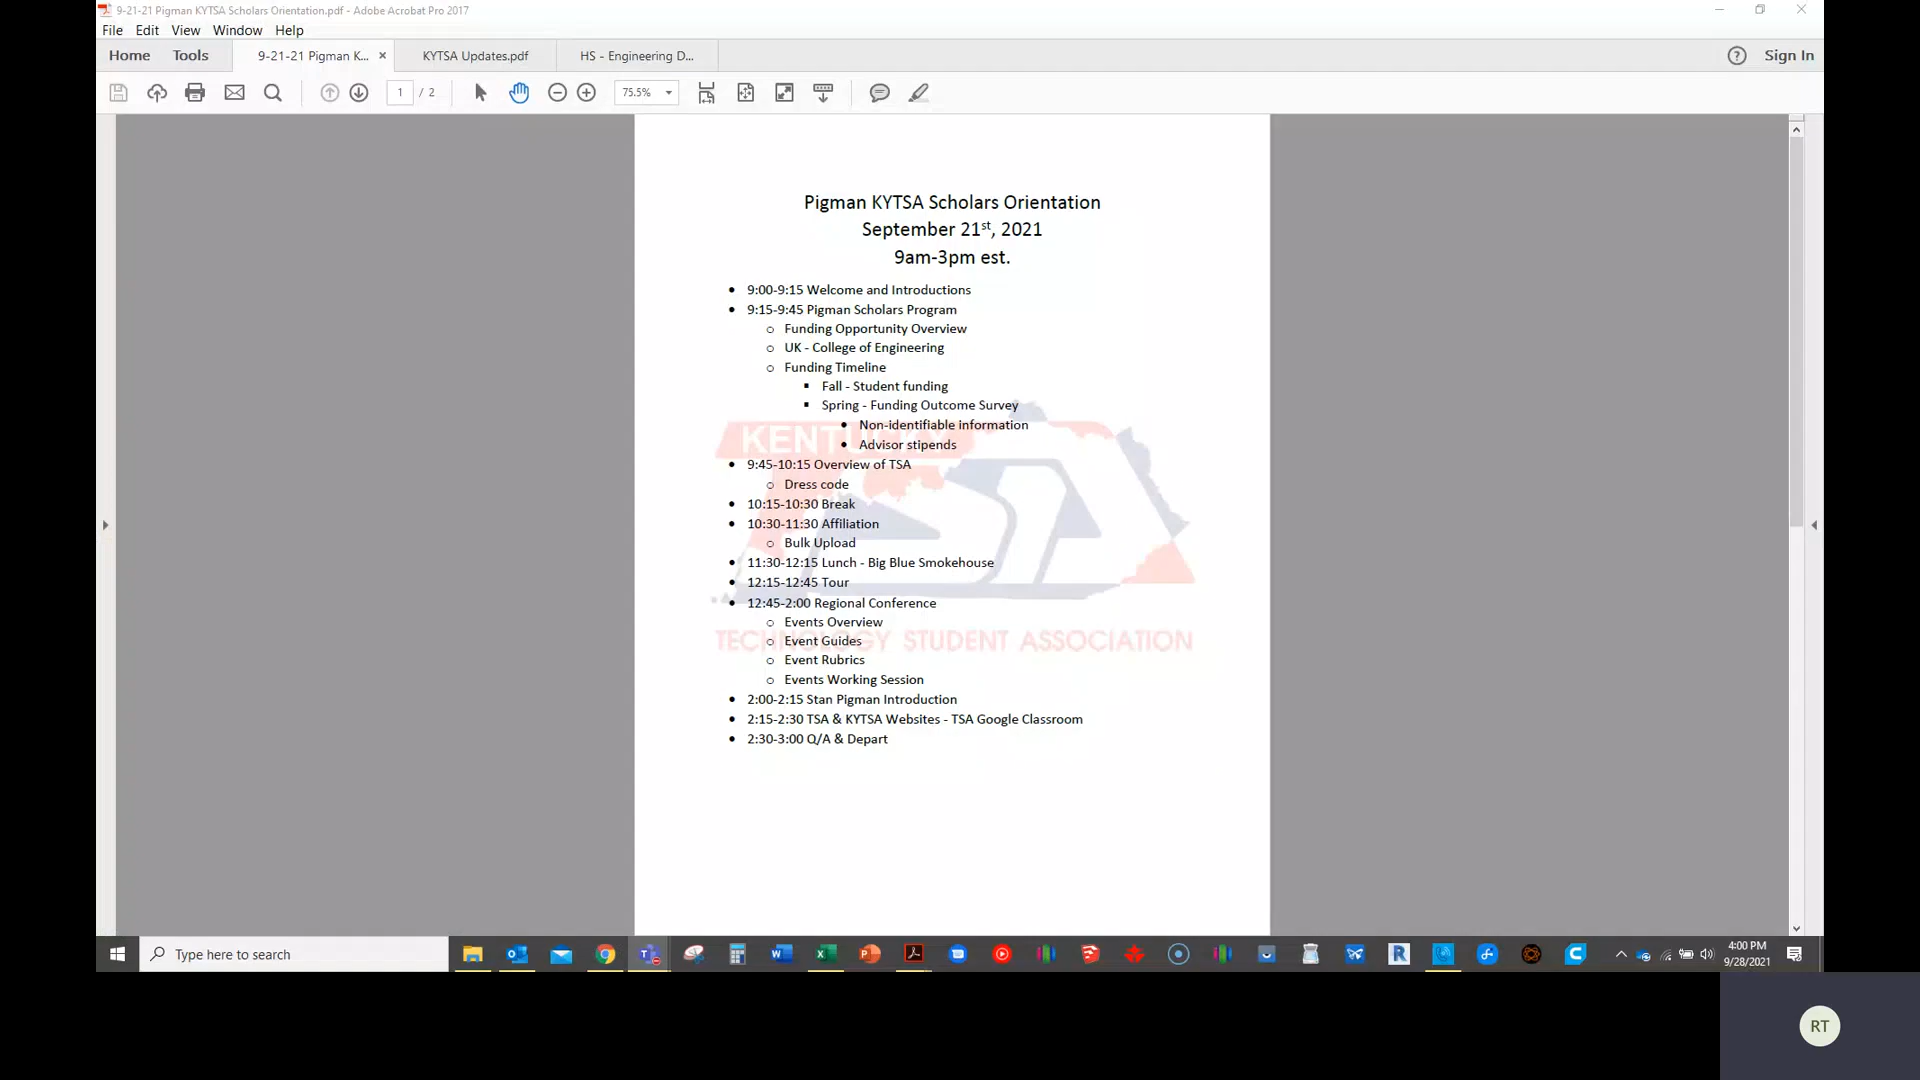 9-21-21 Pigman KYTSA Scholars Orientation.pdf - Adobe Acrobat Pro 2017
File Edit View Window Help
Home Tools 9-21-21 Pigman K... × KYTSA Updates.pdf HS - Engineering D... Sign In
1 / 2 75.5%
Pigman KYTSA Scholars Orientation
September 21st, 2021
9am-3pm est.
• 9:00-9:15 Welcome and Introductions
• 9:15-9:45 Pigman Scholars Program
o Funding Opportunity Overview
o UK - College of Engineering
o Funding Timeline
▪ Fall - Student funding
▪ Spring - Funding Outcome Survey
• Non-identifiable information
KENTUCKY
• Advisor stipends
• 9:45-10:15 Overview of TSA
o Dress code
• 10:15-10:30 Break
• 10:30-11:30 Affiliation
o Bulk Upload
TSA
• 11:30-12:15 Lunch - Big Blue Smokehouse
• 12:15-12:45 Tour
• 12:45-2:00 Regional Conference
o Events Overview
o Event Guides
TECHNOLOGY STUDENT ASSOCIATION
o Event Rubrics
o Events Working Session
• 2:00-2:15 Stan Pigman Introduction
• 2:15-2:30 TSA & KYTSA Websites - TSA Google Classroom
• 2:30-3:00 Q/A & Depart
Type here to search
4:00 PM
9/28/2021
RT